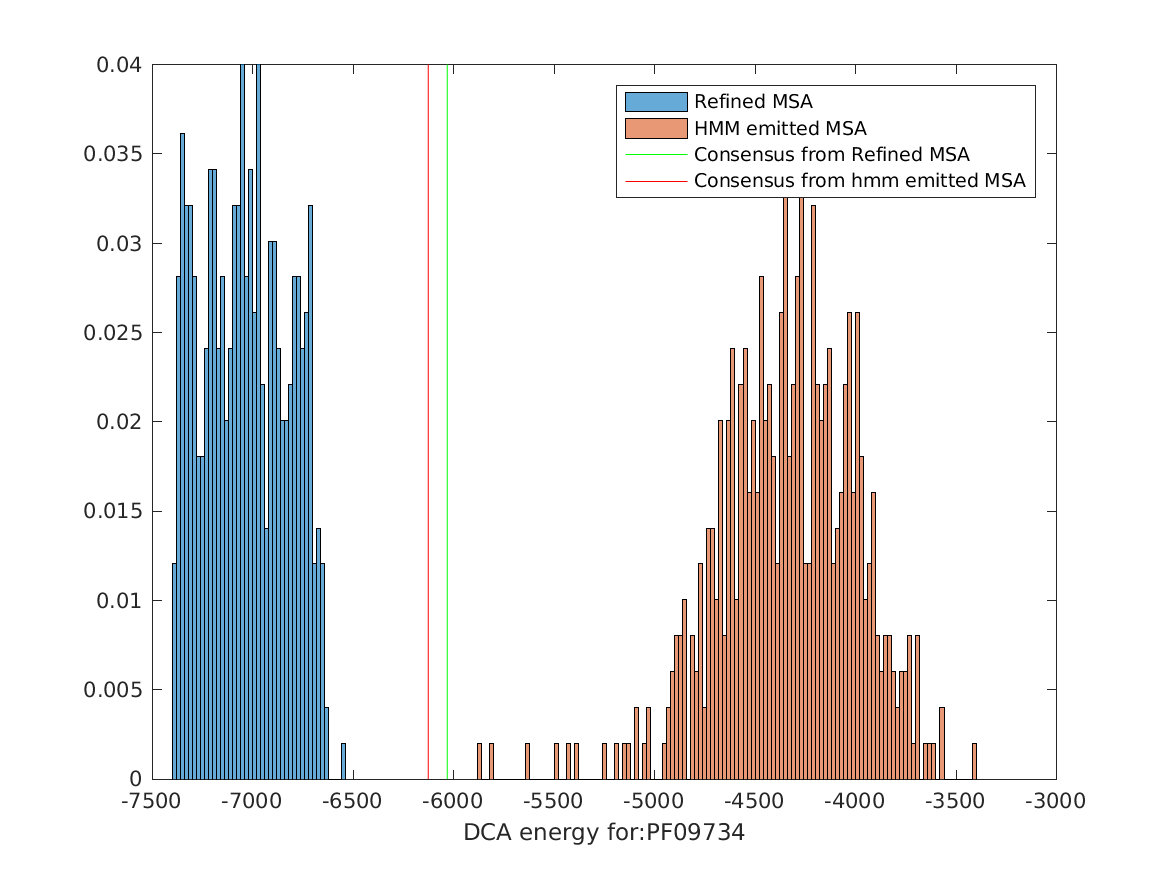 0.04
0.035
0.03
0.025
0.02
0.015
0.01
0.005
0
Refined MSA
HMM emitted MSA
Consensus from Refined MSA
Consensus from hmm emitted MSA
-7500 -7000 -6500 -6000 -5500 -5000 -4500 -4000 -3500 -3000
DCA energy for:PF09734